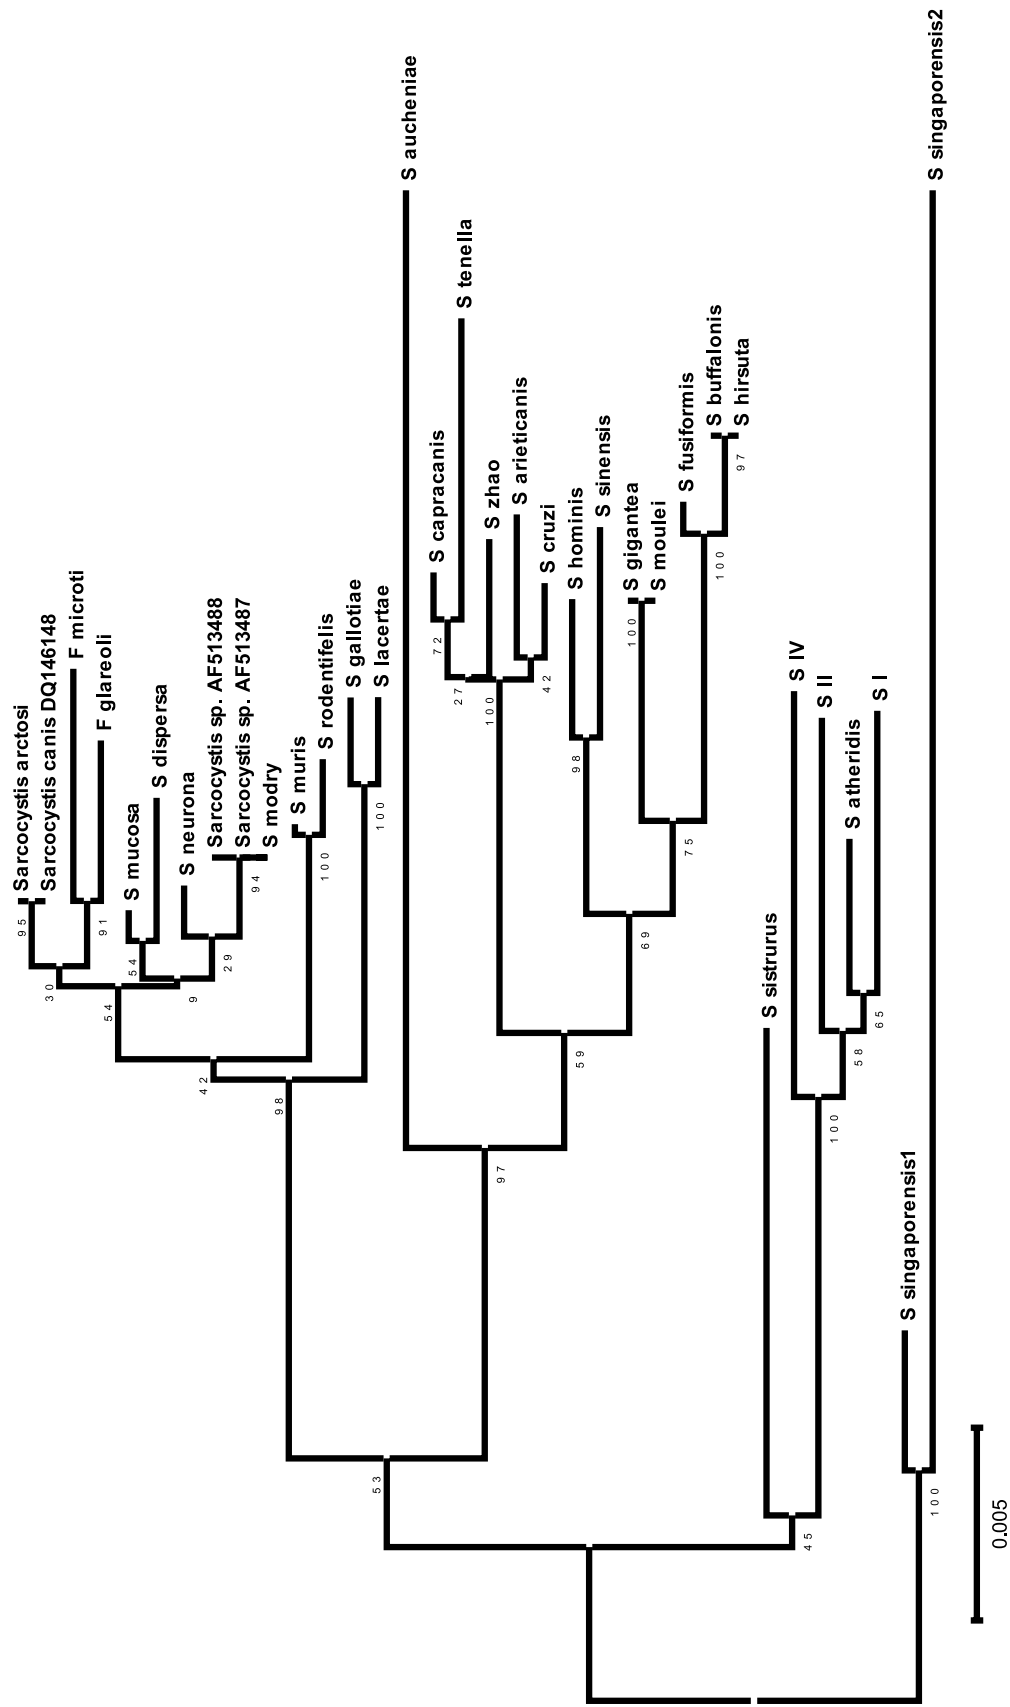 Sarcocystis arctosi
Sarcocystis canis DQ146148
95
F microti
F glareoli
91
30
S mucosa
S dispersa
54
S neurona
Sarcocystis sp. AF513488
Sarcocystis sp. AF513487
S modry
94
29
9
54
S muris
S rodentifelis
100
42
S gallotiae
S lacertae
100
98
S aucheniae
S capracanis
S tenella
72
S zhao
27
S arieticanis
S cruzi
42
100
S hominis
S sinensis
98
S gigantea
S moulei
100
S fusiformis
S buffalonis
S hirsuta
97
100
75
69
59
97
53
S sistrurus
S IV
S II
S atheridis
S I
65
58
100
45
S singaporensis1
S singaporensis2
100
0.005